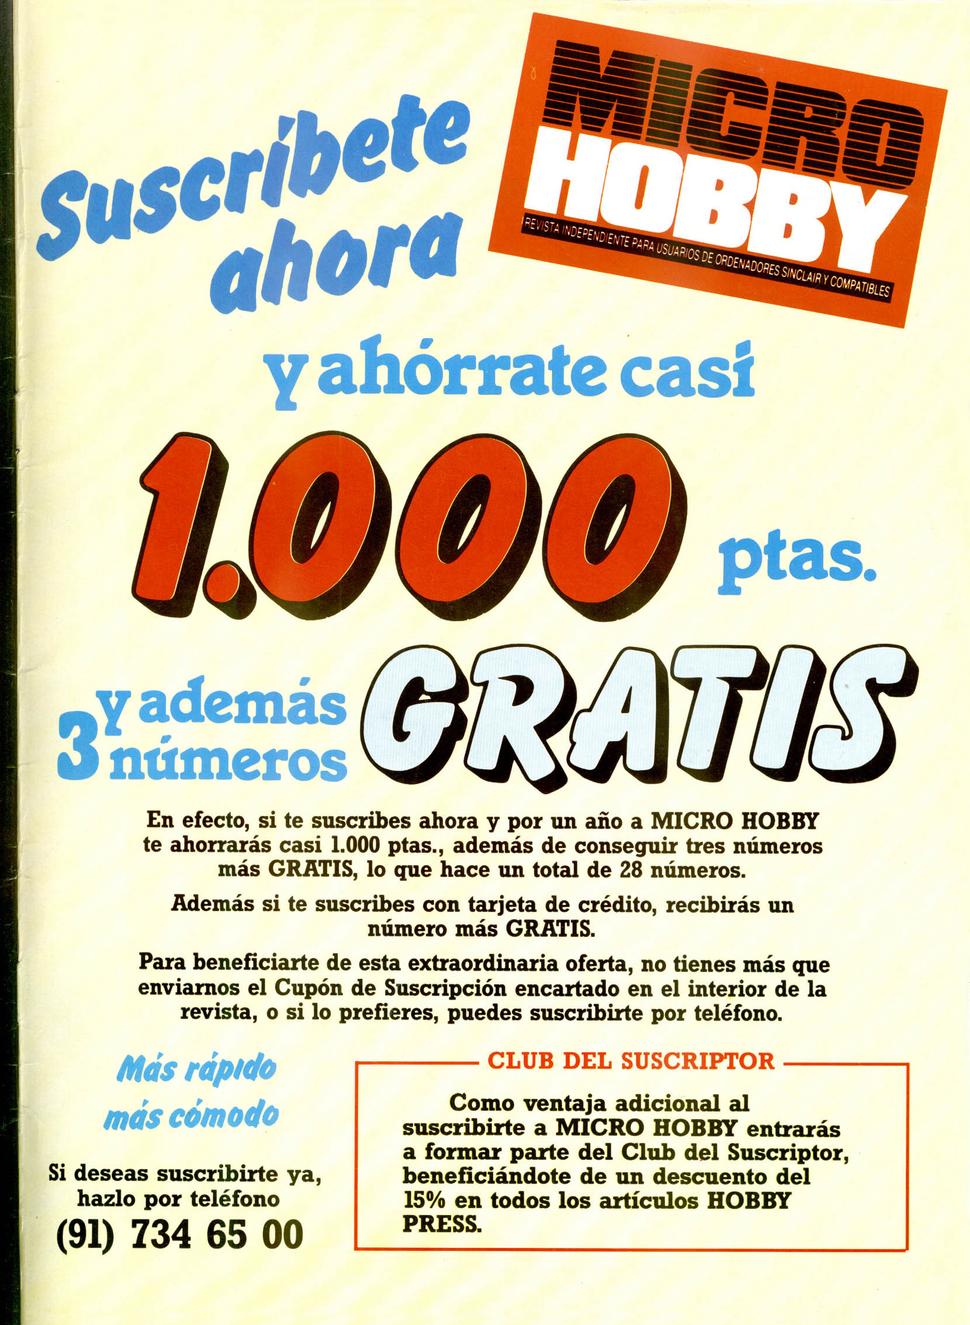 Suscríbete
ahora
MICRO
HOBBY
REVISTA INDEPENDIENTE PARA USUARIOS DE ORDENADORES SINCLAIR Y COMPATIBLES
y ahórrate casi
1.000 ptas.
y además
3 números
GRATIS
En efecto, si te suscribes ahora y por un año a MICRO HOBBY
te ahorrarás casi 1.000 ptas., además de conseguir tres números
más GRATIS, lo que hace un total de 28 números.
Además si te suscribes con tarjeta de crédito, recibirás un
número más GRATIS.
Para beneficiarte de esta extraordinaria oferta, no tienes más que
enviarnos el Cupón de Suscripción encartado en el interior de la
revista, o si lo prefieres, puedes suscribirte por teléfono.
Más rápido
más cómodo
Si deseas suscribirte ya,
hazlo por teléfono
(91) 734 65 00
CLUB DEL SUSCRIPTOR
Como ventaja adicional al
suscribirte a MICRO HOBBY entrarás
a formar parte del Club del Suscriptor,
beneficiándote de un descuento del
15% en todos los artículos HOBBY
PRESS.